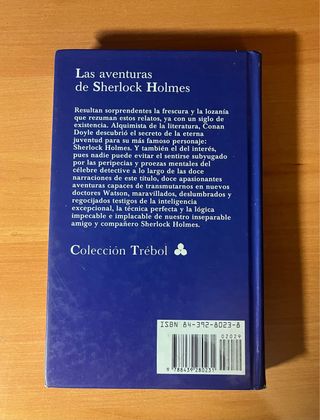 Las aventuras
de Sherlock Holmes
Resultan sorprendentes la frescura y la lozanía
que rezuman estos relatos, ya con un siglo de
existencia. Alquimista de la literatura, Conan
Doyle descubrió el secreto de la eterna
juventud para su más famoso personaje:
Sherlock Holmes. Y también el del interés,
pues nadie puede evitar el sentirse subyugado
por las peripecias y proezas mentales del
célebre detective a lo largo de las doce
narraciones de este título, doce apasionantes
aventuras capaces de transmutarnos en nuevos
doctores Watson, maravillados, deslumbrados y
regocijados testigos de la inteligencia
excepcional, la técnica perfecta y la lógica
impecable e implacable de nuestro inseparable
amigo y compañero Sherlock Holmes.
Colección Trébol
ISBN 84-392-8023-8
02029
9788439280231